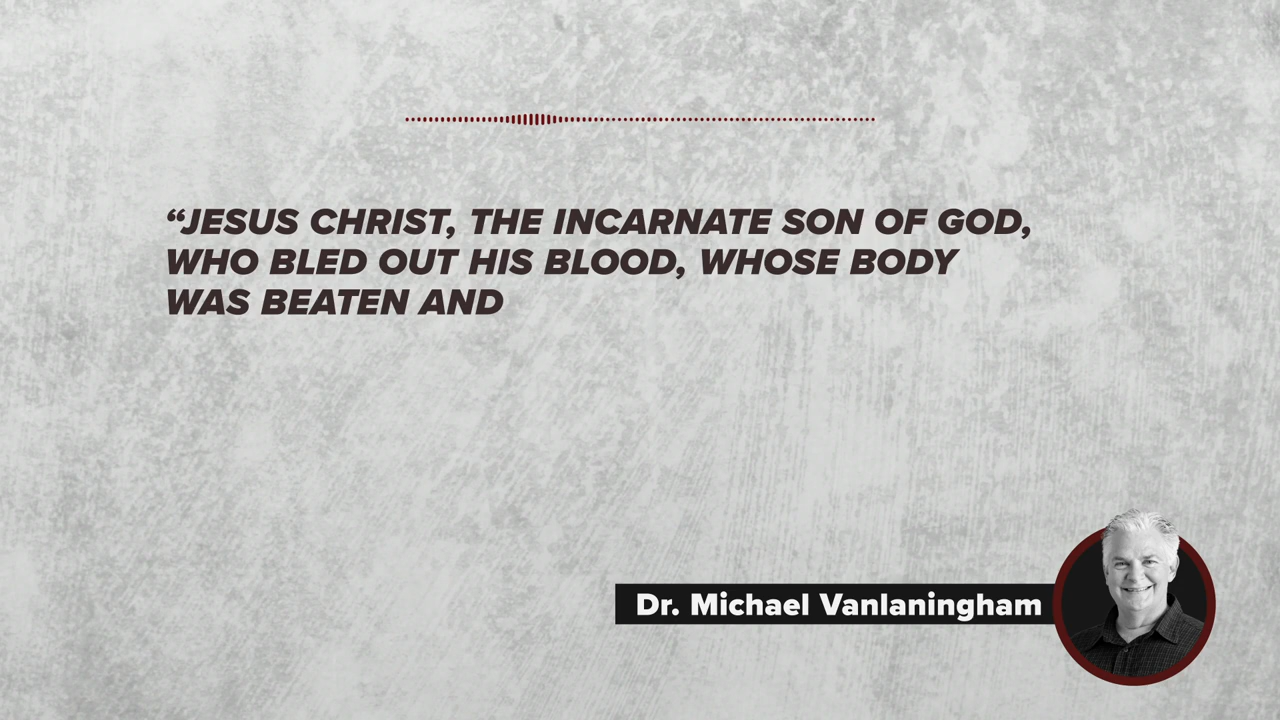 “JESUS CHRIST, THE INCARNATE SON OF GOD,
WHO BLED OUT HIS BLOOD, WHOSE BODY
WAS BEATEN AND
Dr. Michael Vanlaningham